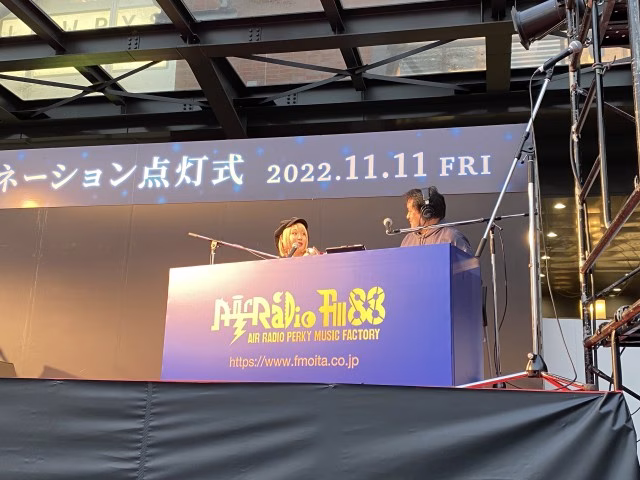 ネーション点灯式 2022.11.11 FRI
Air Radio FM88
AIR RADIO PERKY MUSIC FACTORY
https://www.fmoita.co.jp